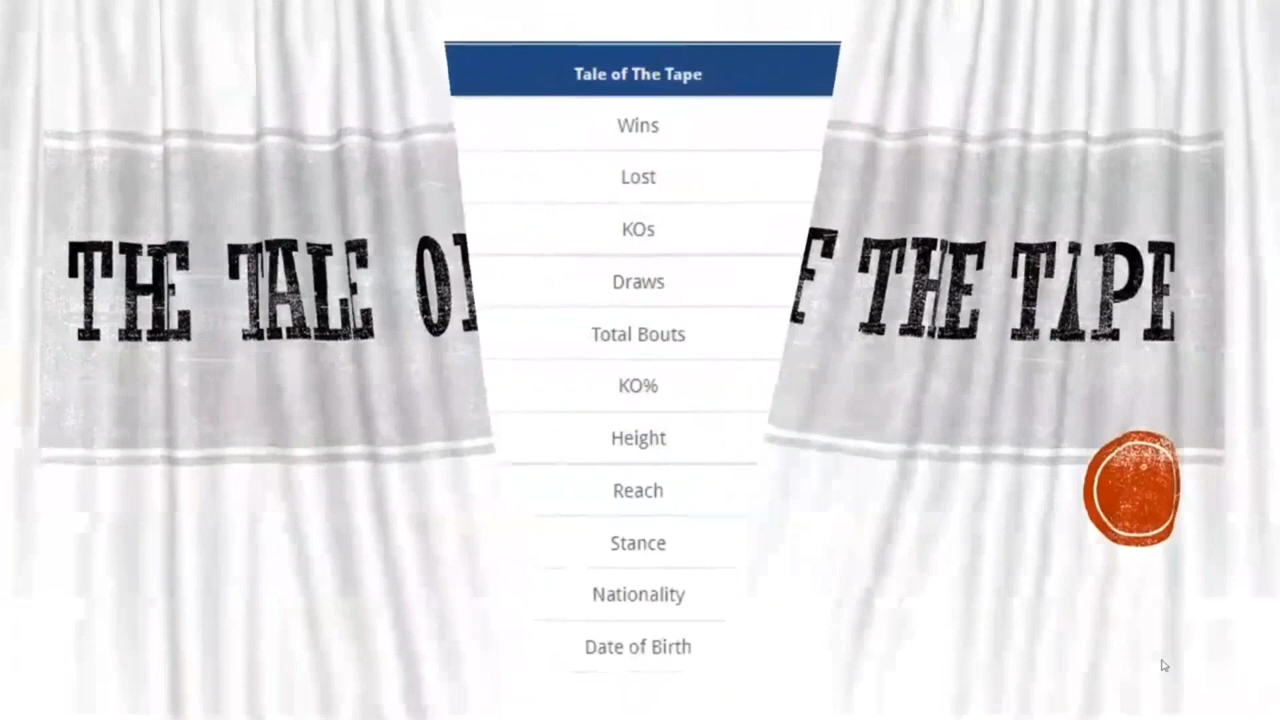 Tale of The Tape
Wins
Lost
KOs
Draws
Total Bouts
KO%
Height
Reach
Stance
Nationality
Date of Birth
THE TALE OF
F THE TAPE